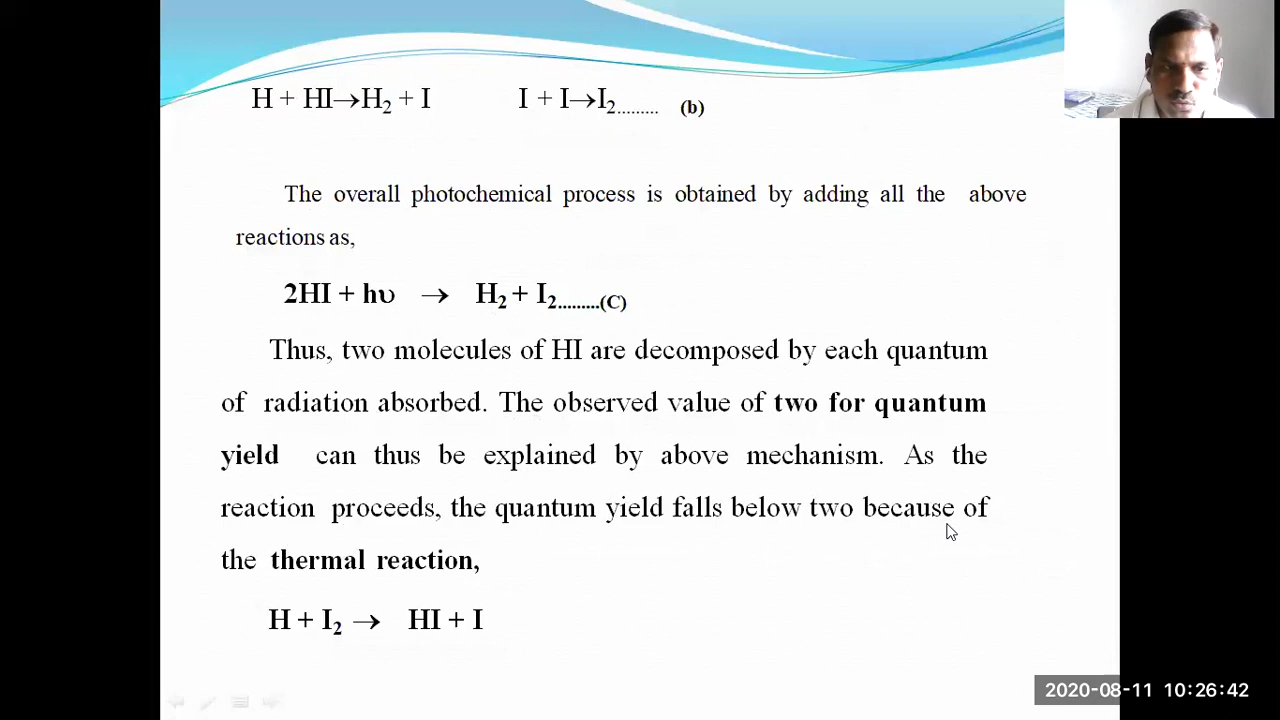 H + HI→H2 + I I + I→I2......... (b)
The overall photochemical process is obtained by adding all the above
reactions as,
2HI + hυ → H2 + I2.........(C)
Thus, two molecules of HI are decomposed by each quantum
of radiation absorbed. The observed value of two for quantum
yield can thus be explained by above mechanism. As the
reaction proceeds, the quantum yield falls below two because of
the thermal reaction,
H + I2 → HI + I
2020-08-11 10:26:42